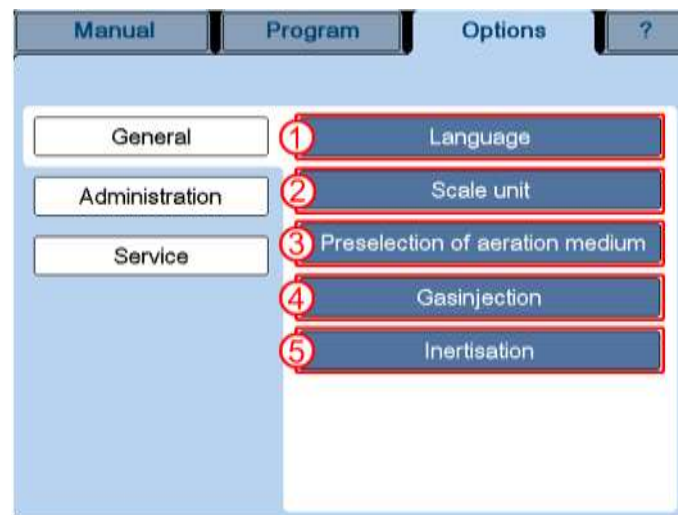 Manual Program Options ?
General ① Language
Administration ② Scale unit
Service ③ Preselection of aeration medium
④ Gasinjection
⑤ Inertisation